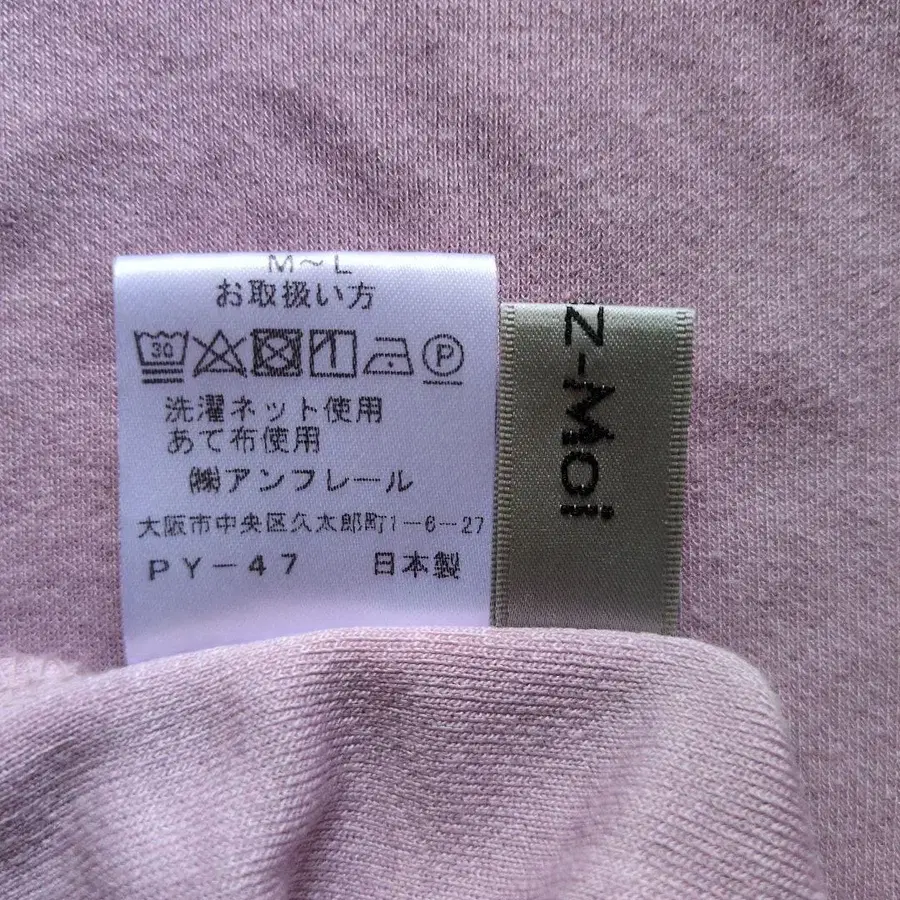 M～L
お取扱い方
30 P
洗濯ネット使用
あて布使用
㈱アンフレール
大阪市中央区久太郎町1-6-27
PY-47 日本製
Z-Moi